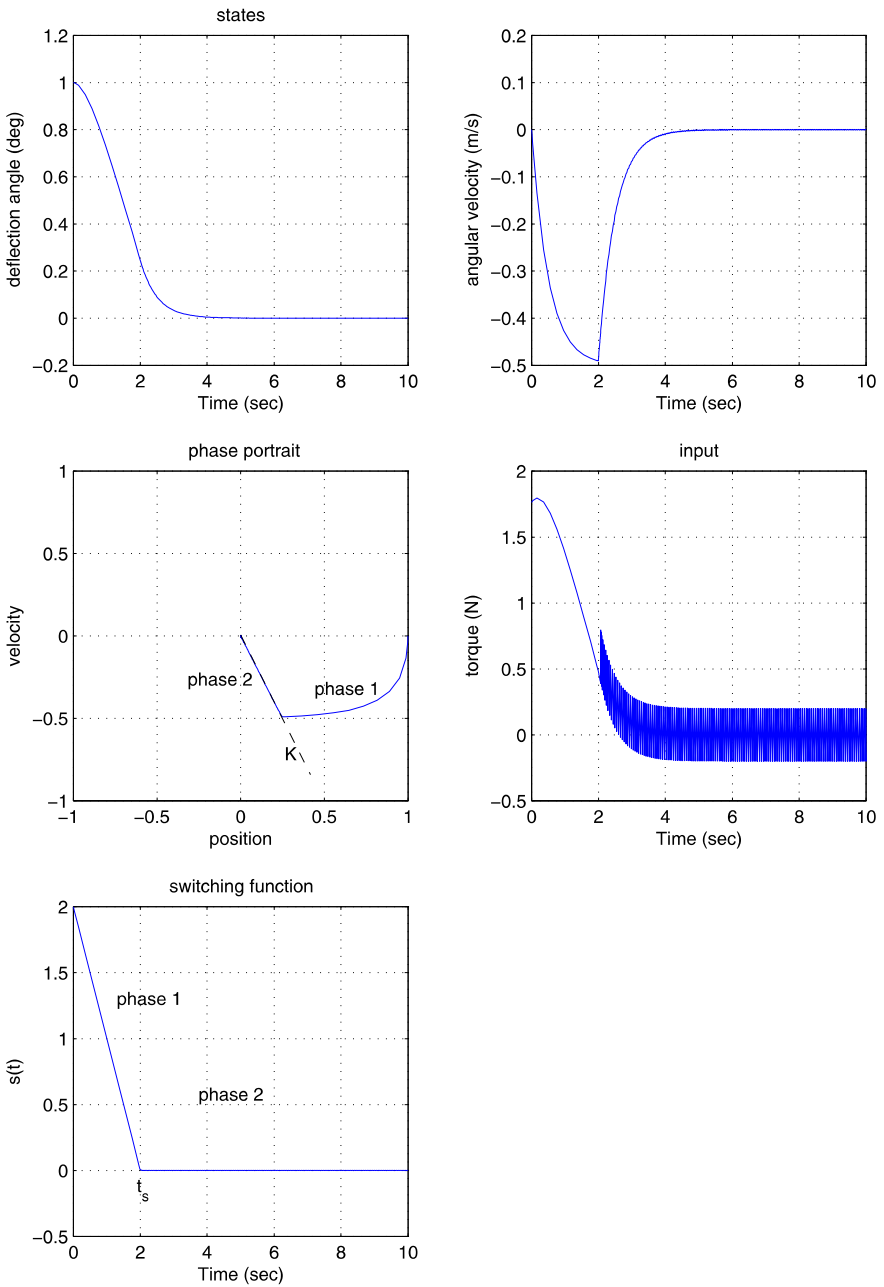 states
1.2
1
0.8
0.6
0.4
0.2
0
−0.2
deflection angle (deg)
0 2 4 6 8 10
Time (sec)
0.2
0.1
0
−0.1
−0.2
−0.3
−0.4
−0.5
angular velocity (m/s)
0 2 4 6 8 10
Time (sec)
phase portrait
1
0.5
0
−0.5
−1
velocity
phase 2
phase 1
K
−1 −0.5 0 0.5 1
position
input
2
1.5
1
0.5
0
−0.5
torque (N)
0 2 4 6 8 10
Time (sec)
switching function
2
1.5
1
0.5
0
−0.5
s(t)
phase 1
phase 2
t_s
0 2 4 6 8 10
Time (sec)